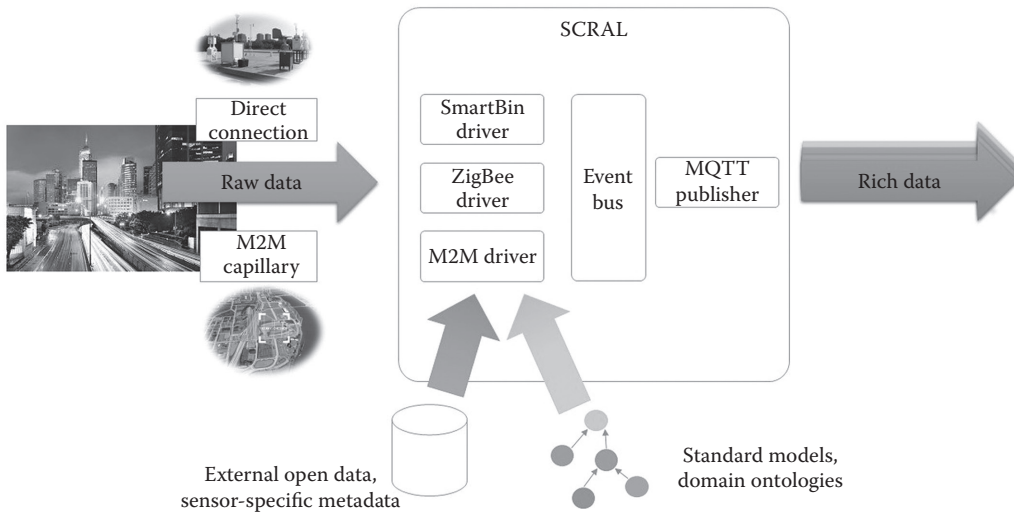 SCRAL
Direct
connection
Raw data
M2M
capillary
SmartBin
driver
ZigBee
driver
M2M driver
Event
bus
MQTT
publisher
Rich data
External open data,
sensor-specific metadata
Standard models,
domain ontologies